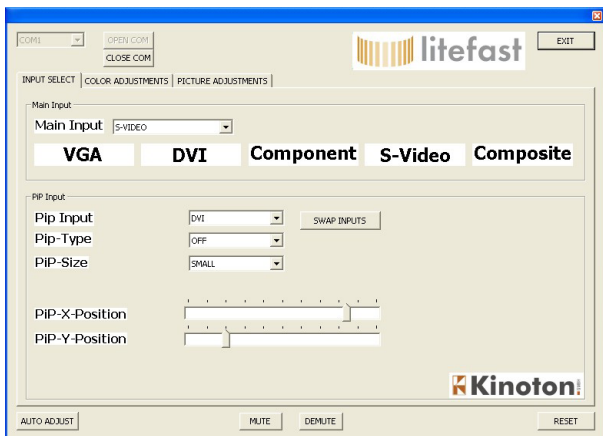 COM1 OPEN COM
CLOSE COM
litefast
EXIT
INPUT SELECT COLOR ADJUSTMENTS PICTURE ADJUSTMENTS
Main Input
Main Input S-VIDEO
VGA DVI Component S-Video Composite
PiP Input
Pip Input DVI SWAP INPUTS
Pip-Type OFF
PiP-Size SMALL
PiP-X-Position
PiP-Y-Position
Kinoton
AUTO ADJUST MUTE DEMUTE RESET